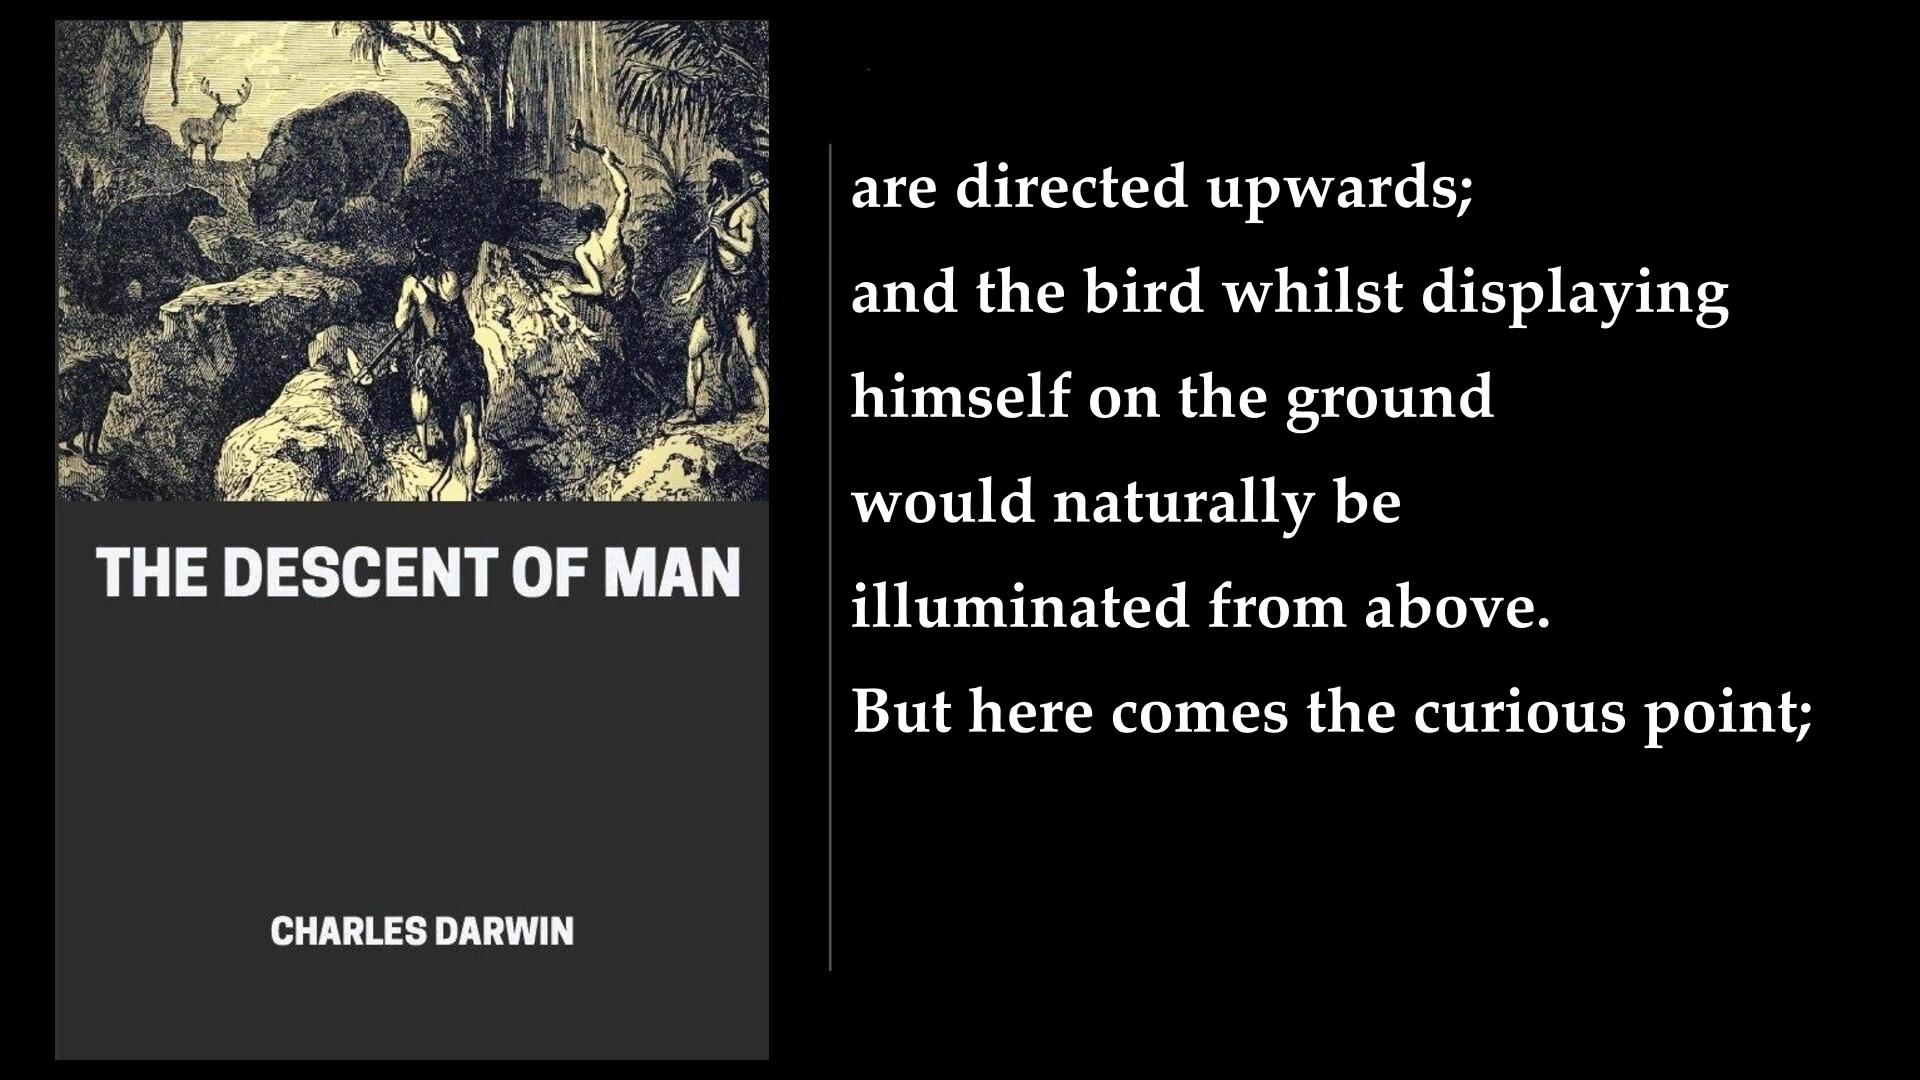 THE DESCENT OF MAN
CHARLES DARWIN
are directed upwards;
and the bird whilst displaying
himself on the ground
would naturally be
illuminated from above.
But here comes the curious point;